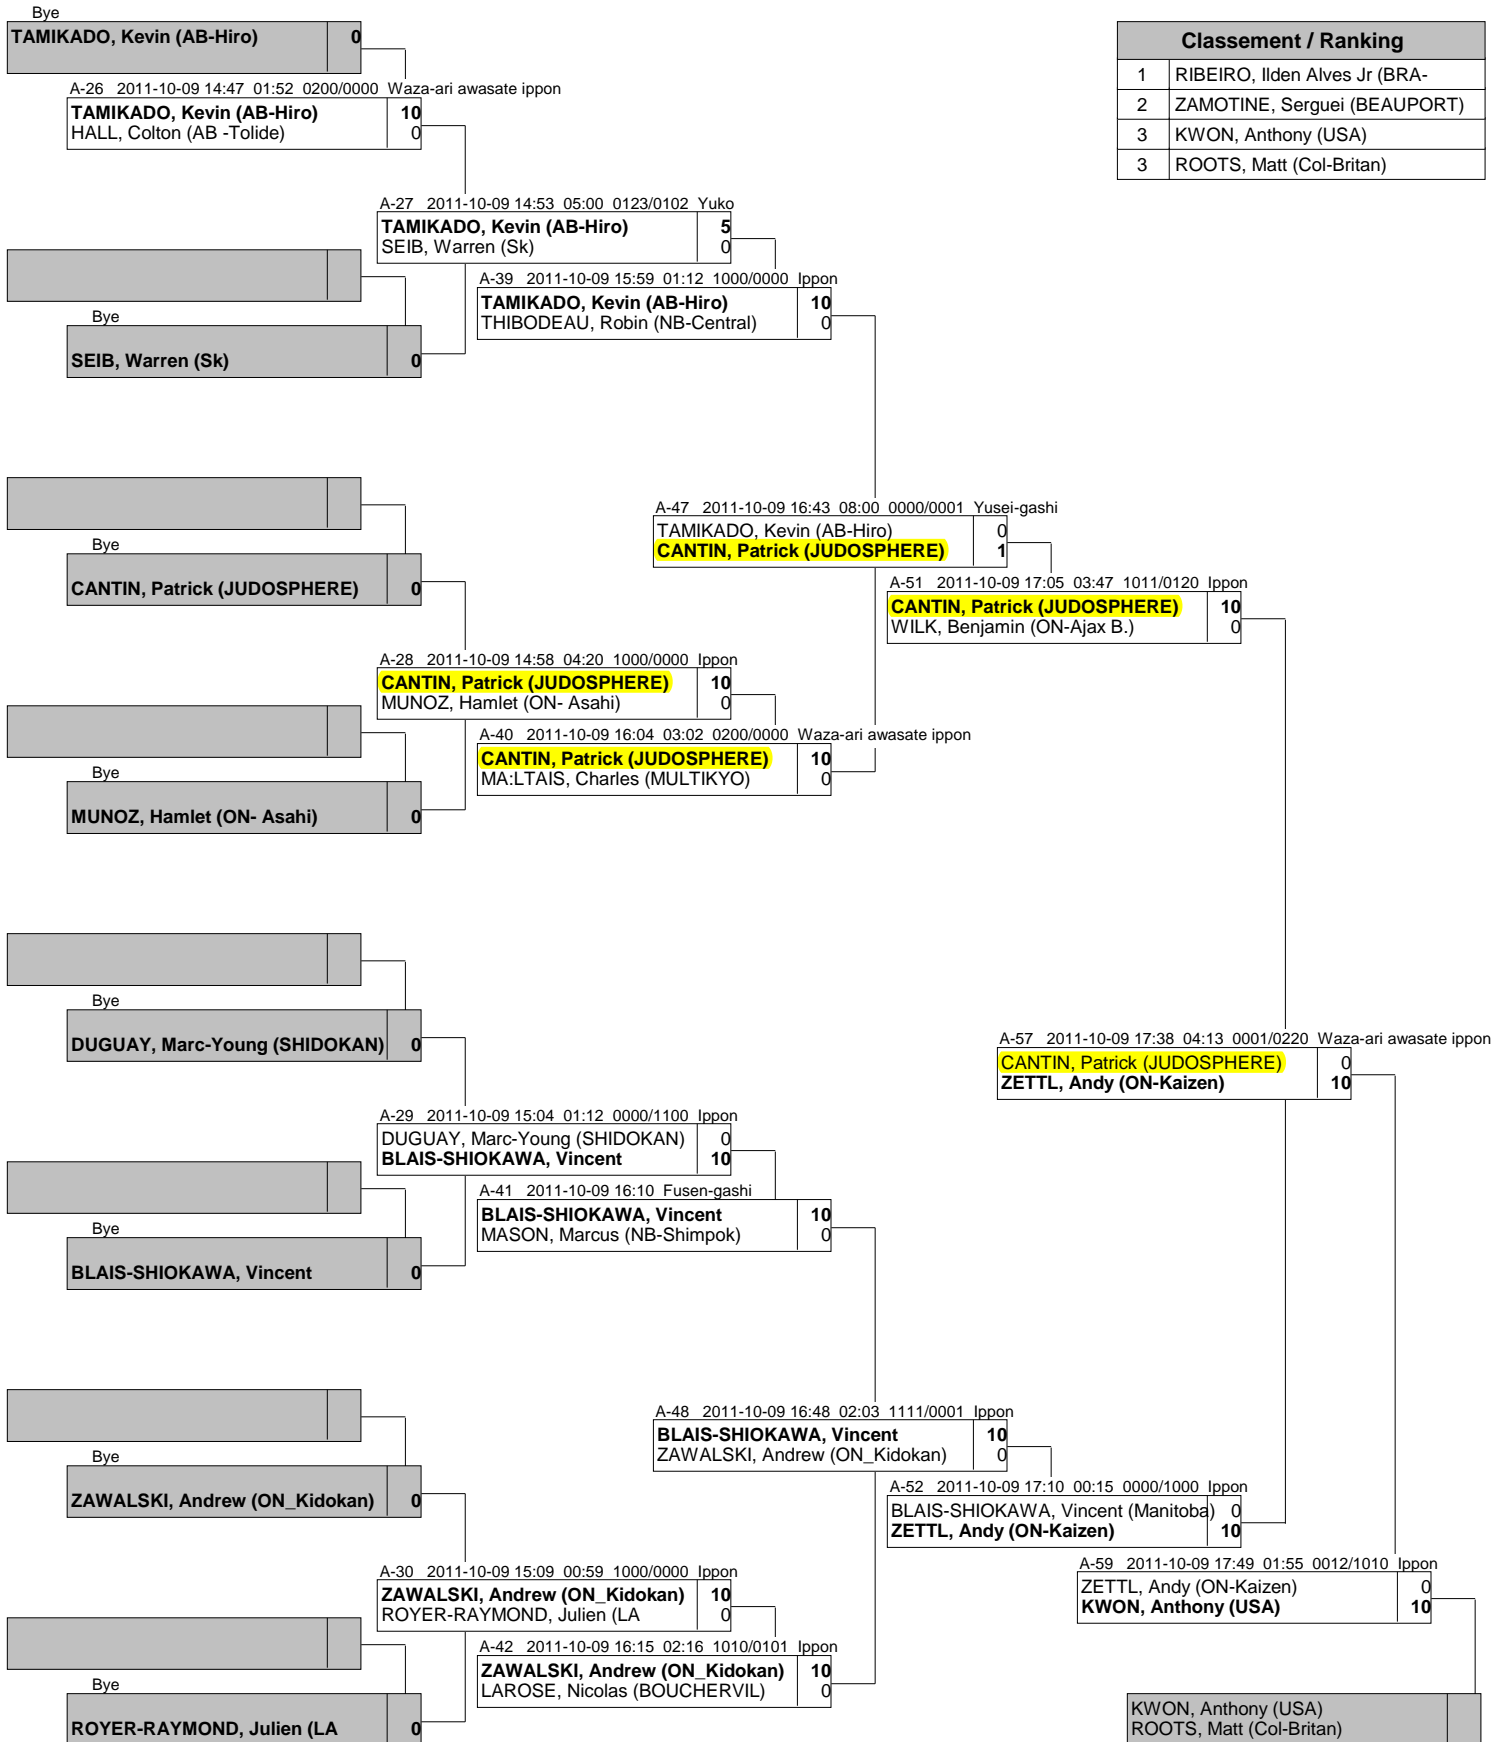 Bye
TAMIKADO, Kevin (AB-Hiro) 0
Classement / Ranking
1 RIBEIRO, Ilden Alves Jr (BRA-
2 ZAMOTINE, Serguei (BEAUPORT)
3 KWON, Anthony (USA)
3 ROOTS, Matt (Col-Britan)
A-26 2011-10-09 14:47 01:52 0200/0000 Waza-ari awasate ippon
TAMIKADO, Kevin (AB-Hiro) 10
HALL, Colton (AB -Tolide) 0
A-27 2011-10-09 14:53 05:00 0123/0102 Yuko
TAMIKADO, Kevin (AB-Hiro) 5
SEIB, Warren (Sk) 0
A-39 2011-10-09 15:59 01:12 1000/0000 Ippon
TAMIKADO, Kevin (AB-Hiro) 10
THIBODEAU, Robin (NB-Central) 0
Bye
SEIB, Warren (Sk) 0
A-47 2011-10-09 16:43 08:00 0000/0001 Yusei-gashi
TAMIKADO, Kevin (AB-Hiro) 0
CANTIN, Patrick (JUDOSPHERE) 1
Bye
CANTIN, Patrick (JUDOSPHERE) 0
A-51 2011-10-09 17:05 03:47 1011/0120 Ippon
CANTIN, Patrick (JUDOSPHERE) 10
WILK, Benjamin (ON-Ajax B.) 0
A-28 2011-10-09 14:58 04:20 1000/0000 Ippon
CANTIN, Patrick (JUDOSPHERE) 10
MUNOZ, Hamlet (ON- Asahi) 0
A-40 2011-10-09 16:04 03:02 0200/0000 Waza-ari awasate ippon
CANTIN, Patrick (JUDOSPHERE) 10
MA:LTAIS, Charles (MULTIKYO) 0
Bye
MUNOZ, Hamlet (ON- Asahi) 0
Bye
DUGUAY, Marc-Young (SHIDOKAN) 0
A-57 2011-10-09 17:38 04:13 0001/0220 Waza-ari awasate ippon
CANTIN, Patrick (JUDOSPHERE) 0
ZETTL, Andy (ON-Kaizen) 10
A-29 2011-10-09 15:04 01:12 0000/1100 Ippon
DUGUAY, Marc-Young (SHIDOKAN) 0
BLAIS-SHIOKAWA, Vincent 10
A-41 2011-10-09 16:10 Fusen-gashi
BLAIS-SHIOKAWA, Vincent 10
MASON, Marcus (NB-Shimpok) 0
Bye
BLAIS-SHIOKAWA, Vincent 0
A-48 2011-10-09 16:48 02:03 1111/0001 Ippon
BLAIS-SHIOKAWA, Vincent 10
ZAWALSKI, Andrew (ON_Kidokan) 0
Bye
ZAWALSKI, Andrew (ON_Kidokan) 0
A-52 2011-10-09 17:10 00:15 0000/1000 Ippon
BLAIS-SHIOKAWA, Vincent (Manitoba) 0
ZETTL, Andy (ON-Kaizen) 10
A-30 2011-10-09 15:09 00:59 1000/0000 Ippon
ZAWALSKI, Andrew (ON_Kidokan) 10
ROYER-RAYMOND, Julien (LA 0
A-59 2011-10-09 17:49 01:55 0012/1010 Ippon
ZETTL, Andy (ON-Kaizen) 0
KWON, Anthony (USA) 10
A-42 2011-10-09 16:15 02:16 1010/0101 Ippon
ZAWALSKI, Andrew (ON_Kidokan) 10
LAROSE, Nicolas (BOUCHERVIL) 0
Bye
ROYER-RAYMOND, Julien (LA 0
KWON, Anthony (USA)
ROOTS, Matt (Col-Britan)